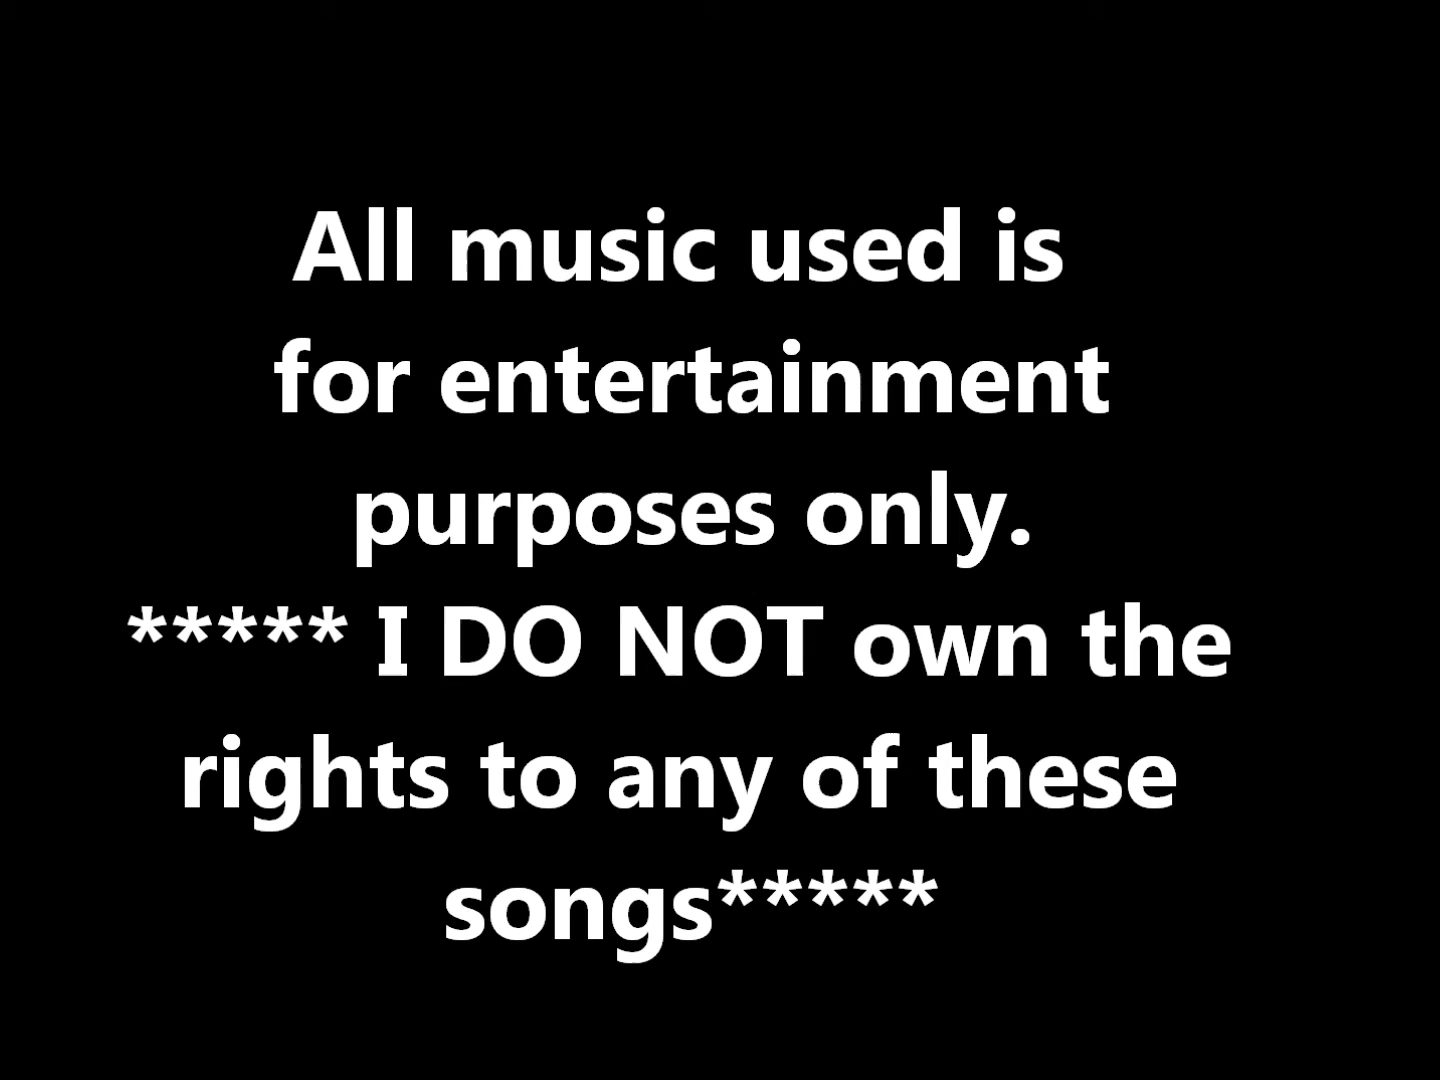 All music used is
for entertainment
purposes only.
***** I DO NOT own the
rights to any of these
songs*****